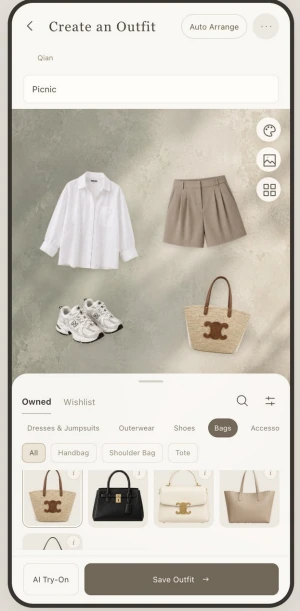 Create an Outfit
Auto Arrange
Qian
Picnic
Owned
Wishlist
Dresses & Jumpsuits
Outerwear
Shoes
Bags
Accesso
All
Handbag
Shoulder Bag
Tote
AI Try-On
Save Outfit →